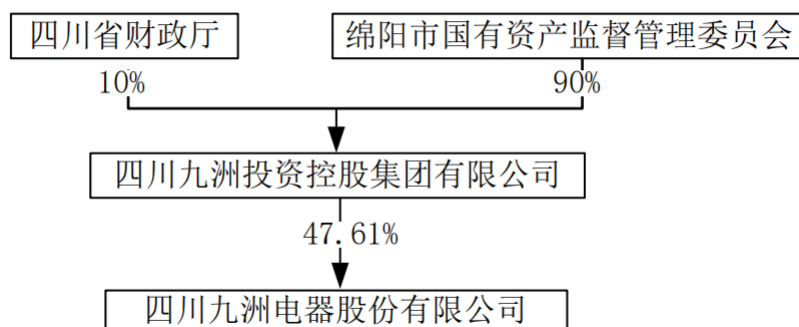 四川省财政厅
绵阳市国有资产监督管理委员会
10%
90%
四川九洲投资控股集团有限公司
47.61%
四川九洲电器股份有限公司